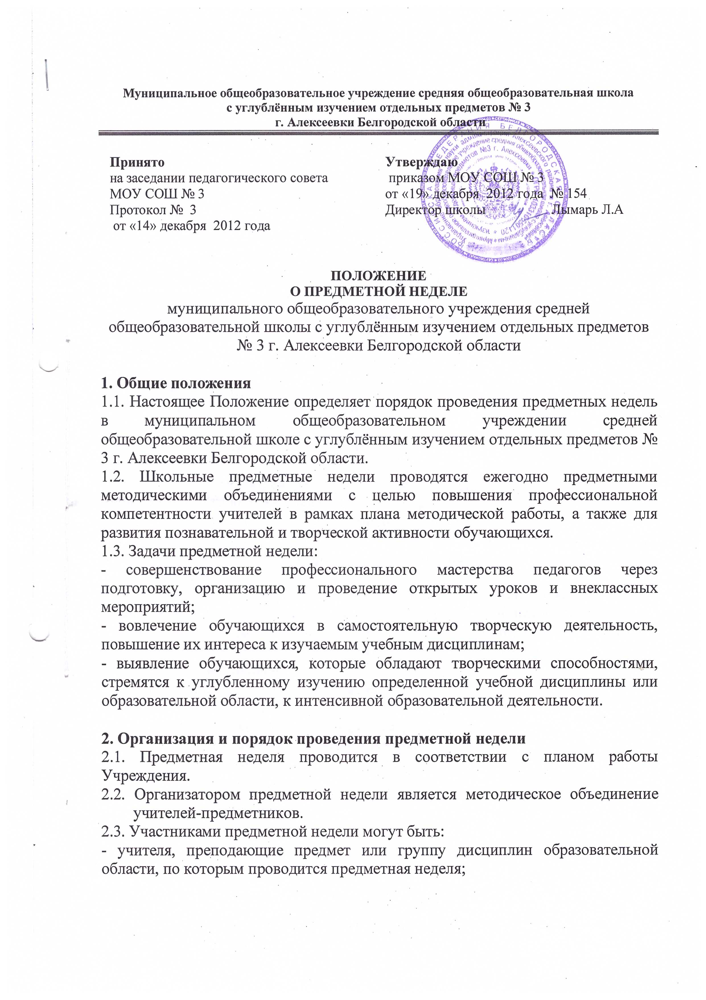 Муниципальное общеобразовательное учреждение средняя общеобразовательная школа
с углублённым изучением отдельных предметов № 3
г. Алексеевки Белгородской области
Принято
на заседании педагогического совета
МОУ СОШ № 3
Протокол № 3
от «14» декабря 2012 года
Утверждаю
приказом МОУ СОШ № 3
от «19» декабря 2012 года № 154
Директор школы Лымарь Л.А
ПОЛОЖЕНИЕ
О ПРЕДМЕТНОЙ НЕДЕЛЕ
муниципального общеобразовательного учреждения средней
общеобразовательной школы с углублённым изучением отдельных предметов
№ 3 г. Алексеевки Белгородской области
1. Общие положения
1.1. Настоящее Положение определяет порядок проведения предметных недель
в муниципальном общеобразовательном учреждении средней
общеобразовательной школе с углублённым изучением отдельных предметов №
3 г. Алексеевки Белгородской области.
1.2. Школьные предметные недели проводятся ежегодно предметными
методическими объединениями с целью повышения профессиональной
компетентности учителей в рамках плана методической работы, а также для
развития познавательной и творческой активности обучающихся.
1.3. Задачи предметной недели:
- совершенствование профессионального мастерства педагогов через
подготовку, организацию и проведение открытых уроков и внеклассных
мероприятий;
- вовлечение обучающихся в самостоятельную творческую деятельность,
повышение их интереса к изучаемым учебным дисциплинам;
- выявление обучающихся, которые обладают творческими способностями,
стремятся к углубленному изучению определенной учебной дисциплины или
образовательной области, к интенсивной образовательной деятельности.
2. Организация и порядок проведения предметной недели
2.1. Предметная неделя проводится в соответствии с планом работы
Учреждения.
2.2. Организатором предметной недели является методическое объединение
учителей-предметников.
2.3. Участниками предметной недели могут быть:
- учителя, преподающие предмет или группу дисциплин образовательной
области, по которым проводится предметная неделя;